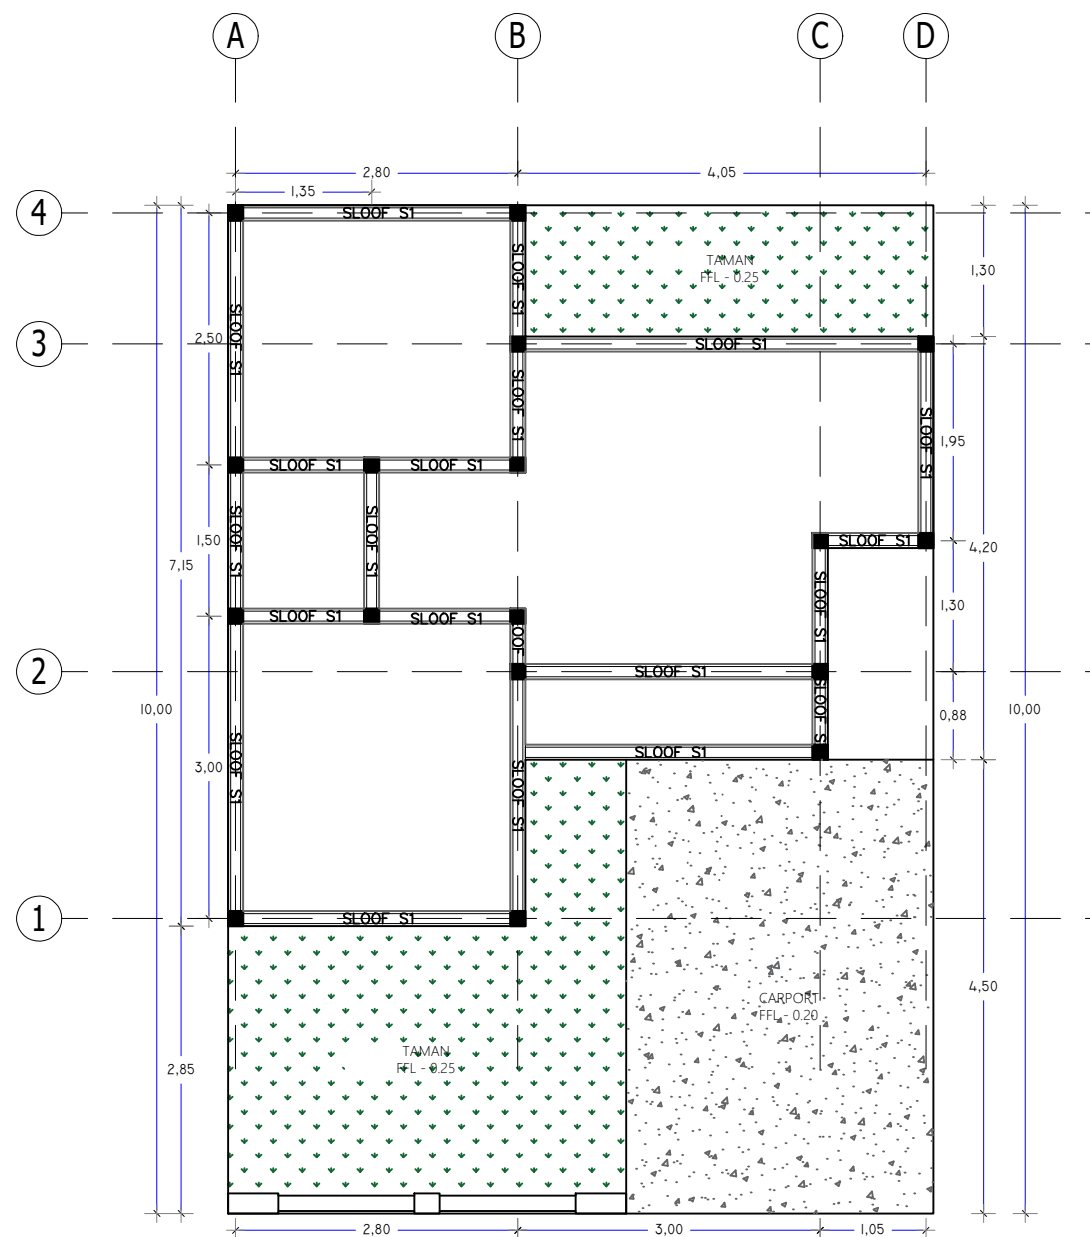 A
B
C
D
2,80
4,05
1,35
4
SLOOF S1
SLOOF S1
TAMAN
FFL - 0.25
1,30
SLOOF S1
2,50
3
SLOOF S1
SLOOF S1
1,95
SLOOF S1
SLOOF S1
SLOOF S1
SLOOF S1
SLOOF S1
SLOOF S1
1,50
7,15
4,20
SLOOF S1
1,30
SLOOF S1
SLOOF S1
SLOOF
2
SLOOF S1
SLOOF S1
10,00
0,88
10,00
SLOOF S1
3,00
SLOOF S1
SLOOF S1
1
SLOOF S1
4,50
CARPORT
FFL - 0.20
TAMAN
FFL - 0.25
2,85
2,80
3,00
1,05